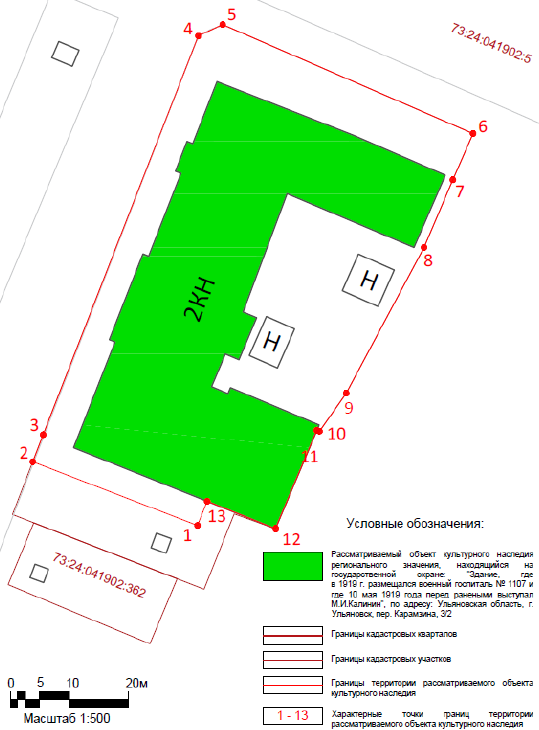 5
4
73:24:041902:5
6
7
8
Н
2КН
Н
9
3
10
11
2
13
1
12
73:24:041902:362
Условные обозначения:
Рассматриваемый объект культурного наследия
регионального значения, находящийся на
государственной охране: "Здание, где
в 1919 г. размещался военный госпиталь № 1107 и
где 10 мая 1919 года перед ранеными выступал
М.И.Калинин", по адресу: Ульяновская область, г.
Ульяновск, пер. Карамзина, 3/2
Границы кадастровых кварталов
Границы кадастровых участков
Границы территории рассматриваемого объекта
культурного наследия
1 - 13
Характерные точки границ территории
рассматриваемого объекта культурного наследия
0 5 10 20м
Масштаб 1:500